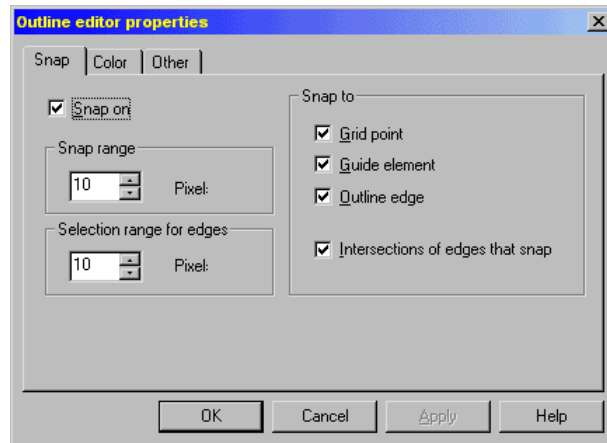 Outline editor properties
Snap Color Other
Snap on
Snap range
10 Pixel:
Selection range for edges
10 Pixel:
Snap to
Grid point
Guide element
Outline edge
Intersections of edges that snap
OK Cancel Apply Help